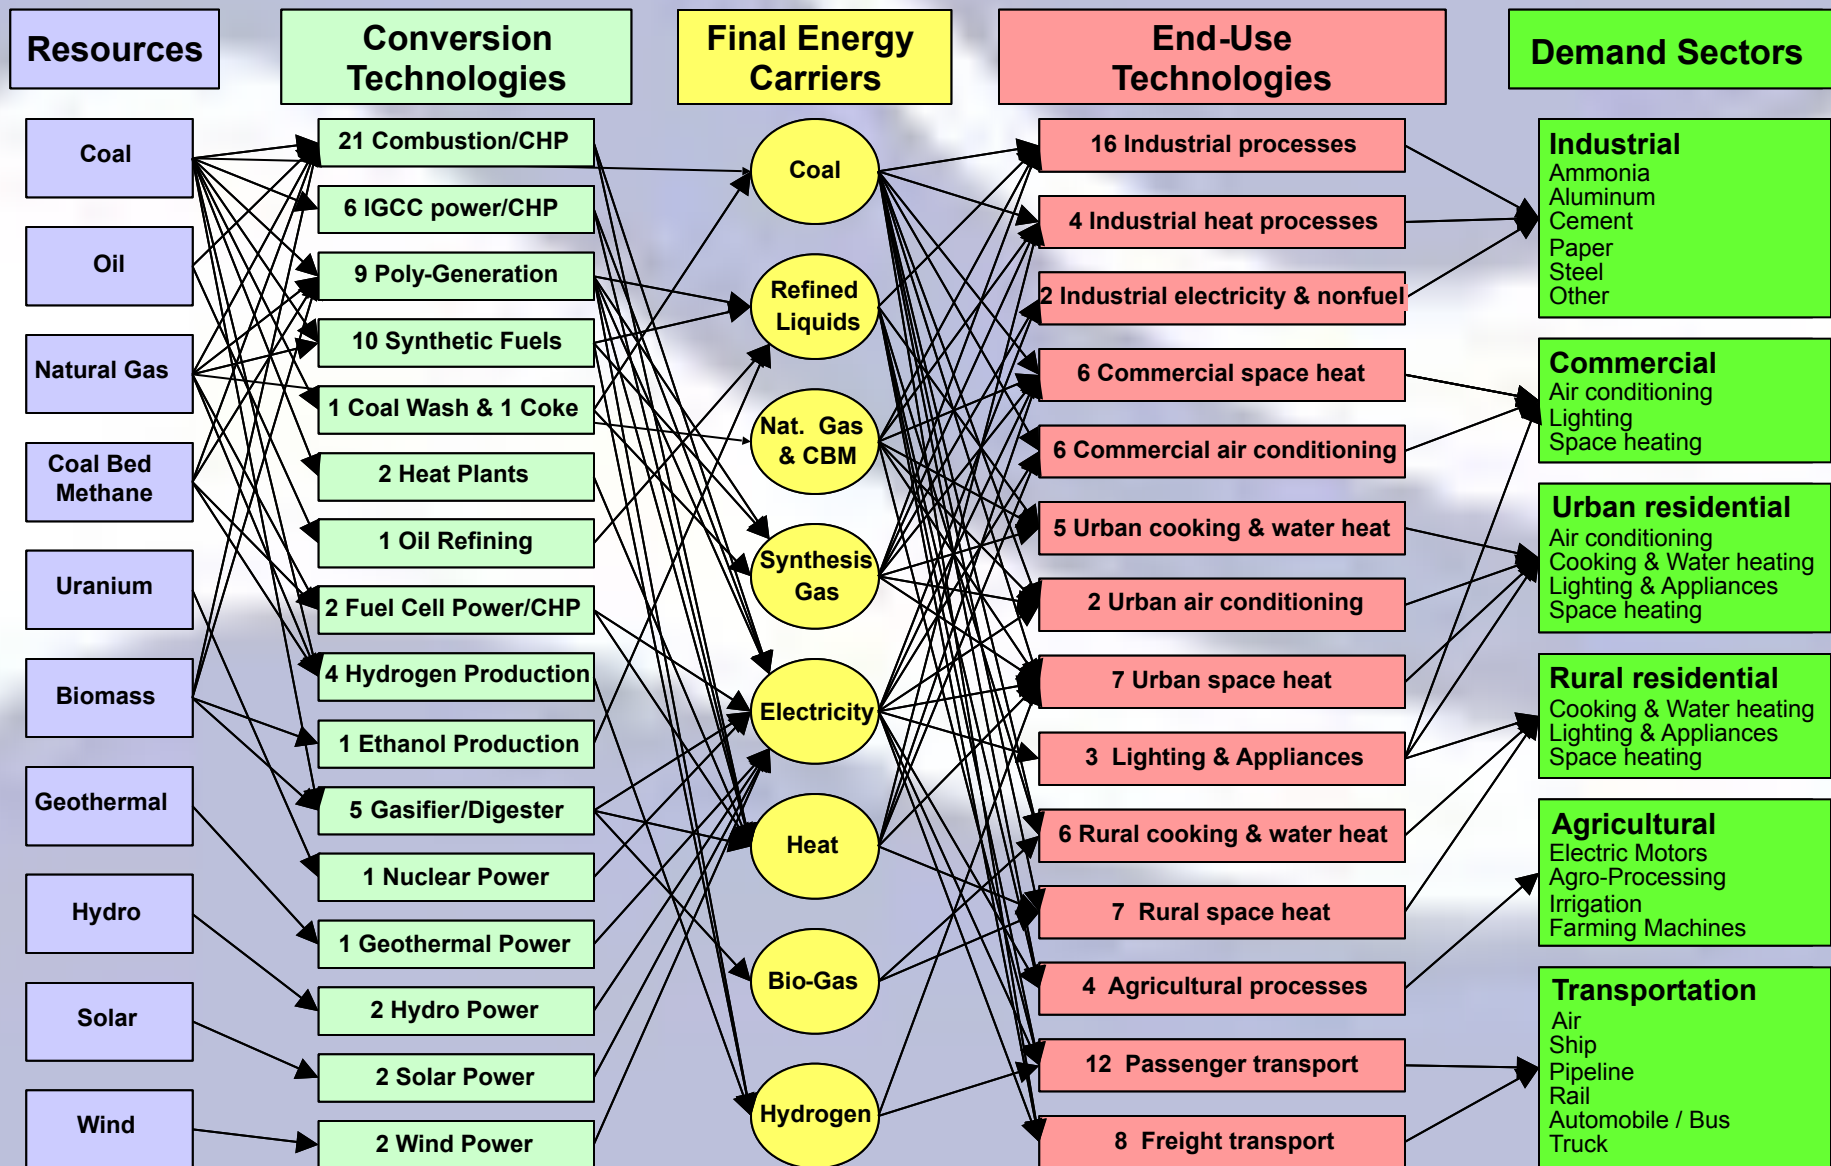 Resources
Conversion
Technologies
Final Energy
Carriers
End-Use
Technologies
Demand Sectors
Coal
Oil
Natural Gas
Coal Bed
Methane
Uranium
Biomass
Geothermal
Hydro
Solar
Wind
21 Combustion/CHP
6 IGCC power/CHP
9 Poly-Generation
10 Synthetic Fuels
1 Coal Wash & 1 Coke
2 Heat Plants
1 Oil Refining
2 Fuel Cell Power/CHP
4 Hydrogen Production
1 Ethanol Production
5 Gasifier/Digester
1 Nuclear Power
1 Geothermal Power
2 Hydro Power
2 Solar Power
2 Wind Power
Coal
Refined
Liquids
Nat. Gas
& CBM
Synthesis
Gas
Electricity
Heat
Bio-Gas
Hydrogen
16 Industrial processes
4 Industrial heat processes
2 Industrial electricity & non-fuel
6 Commercial space heat
6 Commercial air conditioning
5 Urban cooking & water heat
2 Urban air conditioning
7 Urban space heat
3 Lighting & Appliances
6 Rural cooking & water heat
7 Rural space heat
4 Agricultural processes
12 Passenger transport
8 Freight transport
Industrial
Ammonia
Aluminum
Cement
Paper
Steel
Other
Commercial
Air conditioning
Lighting
Space heating
Urban residential
Air conditioning
Cooking & Water heating
Lighting & Appliances
Space heating
Rural residential
Cooking & Water heating
Lighting & Appliances
Space heating
Agricultural
Electric Motors
Agro-Processing
Irrigation
Farming Machines
Transportation
Air
Ship
Pipeline
Rail
Automobile / Bus
Truck